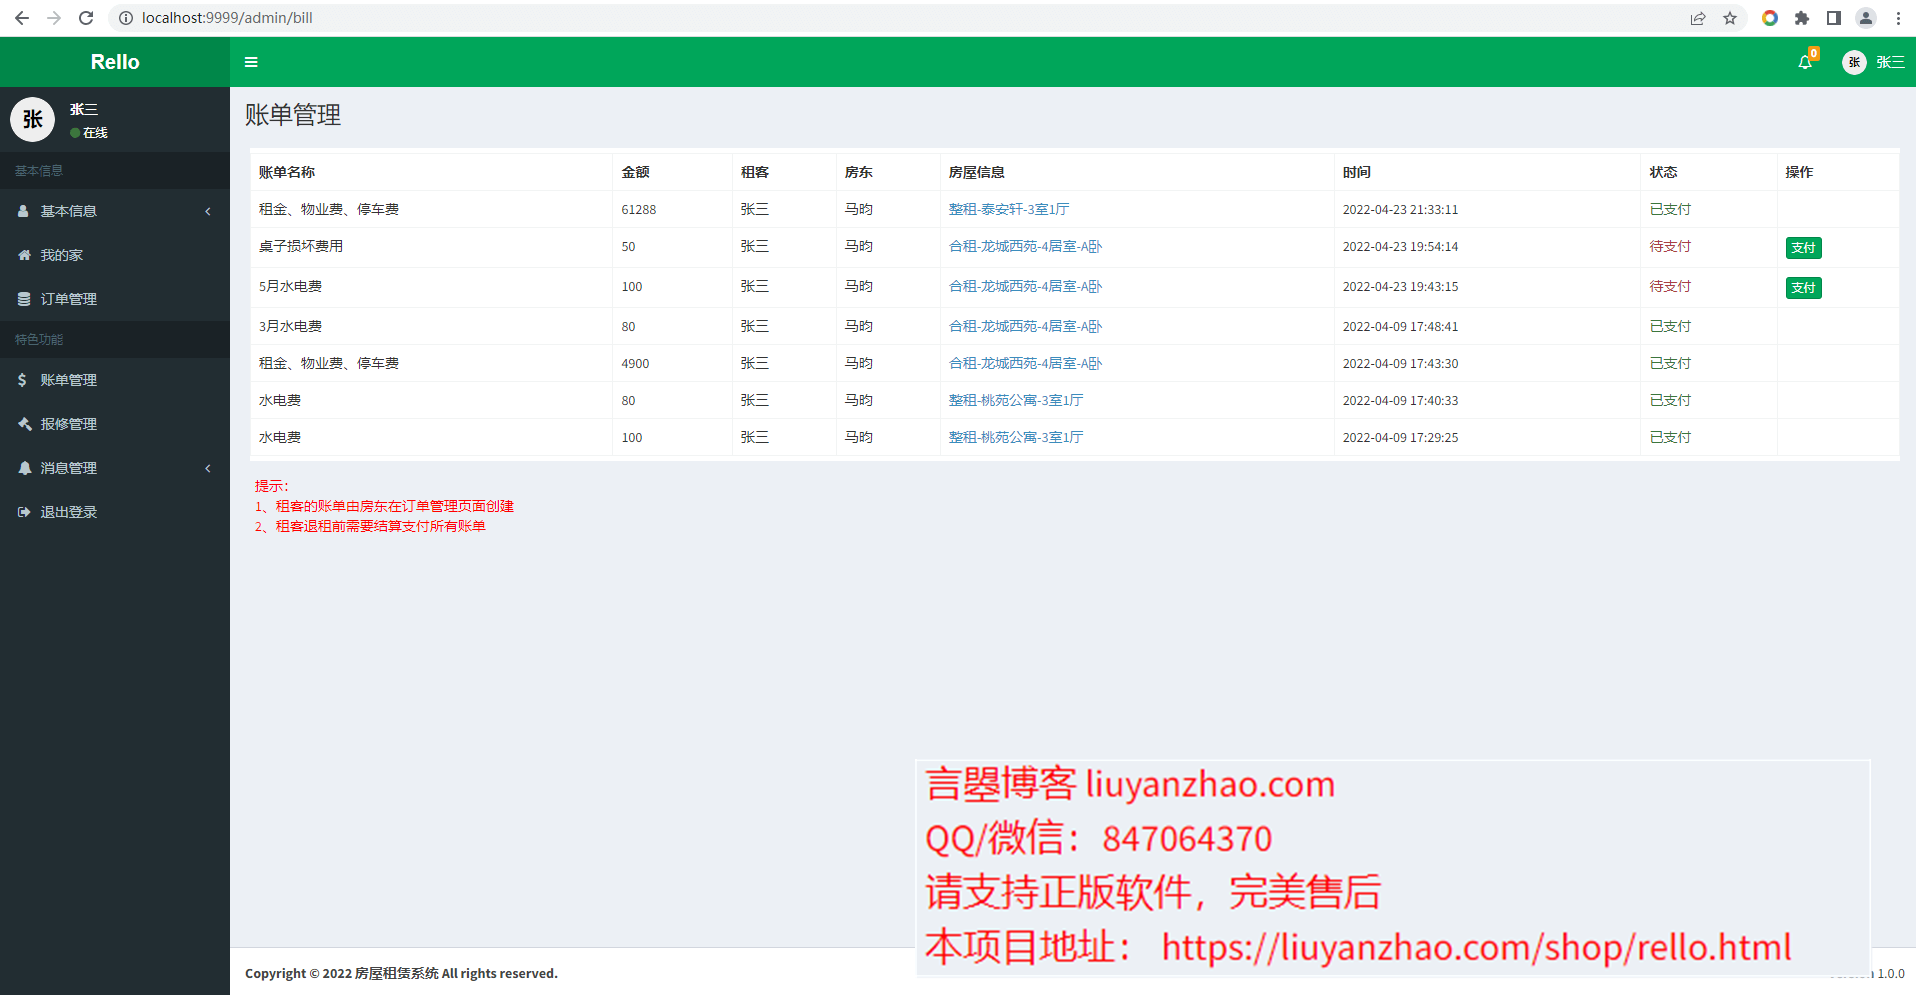 localhost:9999/admin/bill
Rello
0
张 张三
张
张三
在线
基本信息
基本信息
我的家
订单管理
特色功能
账单管理
报修管理
消息管理
退出登录
账单管理
账单名称 金额 租客 房东 房屋信息 时间 状态 操作
租金、物业费、停车费 61288 张三 马昀 整租-泰安轩-3室1厅 2022-04-23 21:33:11 已支付
桌子损坏费用 50 张三 马昀 合租-龙城西苑-4居室-A卧 2022-04-23 19:54:14 待支付 支付
5月水电费 100 张三 马昀 合租-龙城西苑-4居室-A卧 2022-04-23 19:43:15 待支付 支付
3月水电费 80 张三 马昀 合租-龙城西苑-4居室-A卧 2022-04-09 17:48:41 已支付
租金、物业费、停车费 4900 张三 马昀 合租-龙城西苑-4居室-A卧 2022-04-09 17:43:30 已支付
水电费 80 张三 马昀 整租-桃苑公寓-3室1厅 2022-04-09 17:40:33 已支付
水电费 100 张三 马昀 整租-桃苑公寓-3室1厅 2022-04-09 17:29:25 已支付
提示：
1、租客的账单由房东在订单管理页面创建
2、租客退租前需要结算支付所有账单
言曌博客 liuyanzhao.com
QQ/微信：847064370
请支持正版软件，完美售后
本项目地址： https://liuyanzhao.com/shop/rello.html
Copyright © 2022 房屋租赁系统 All rights reserved.
1.0.0